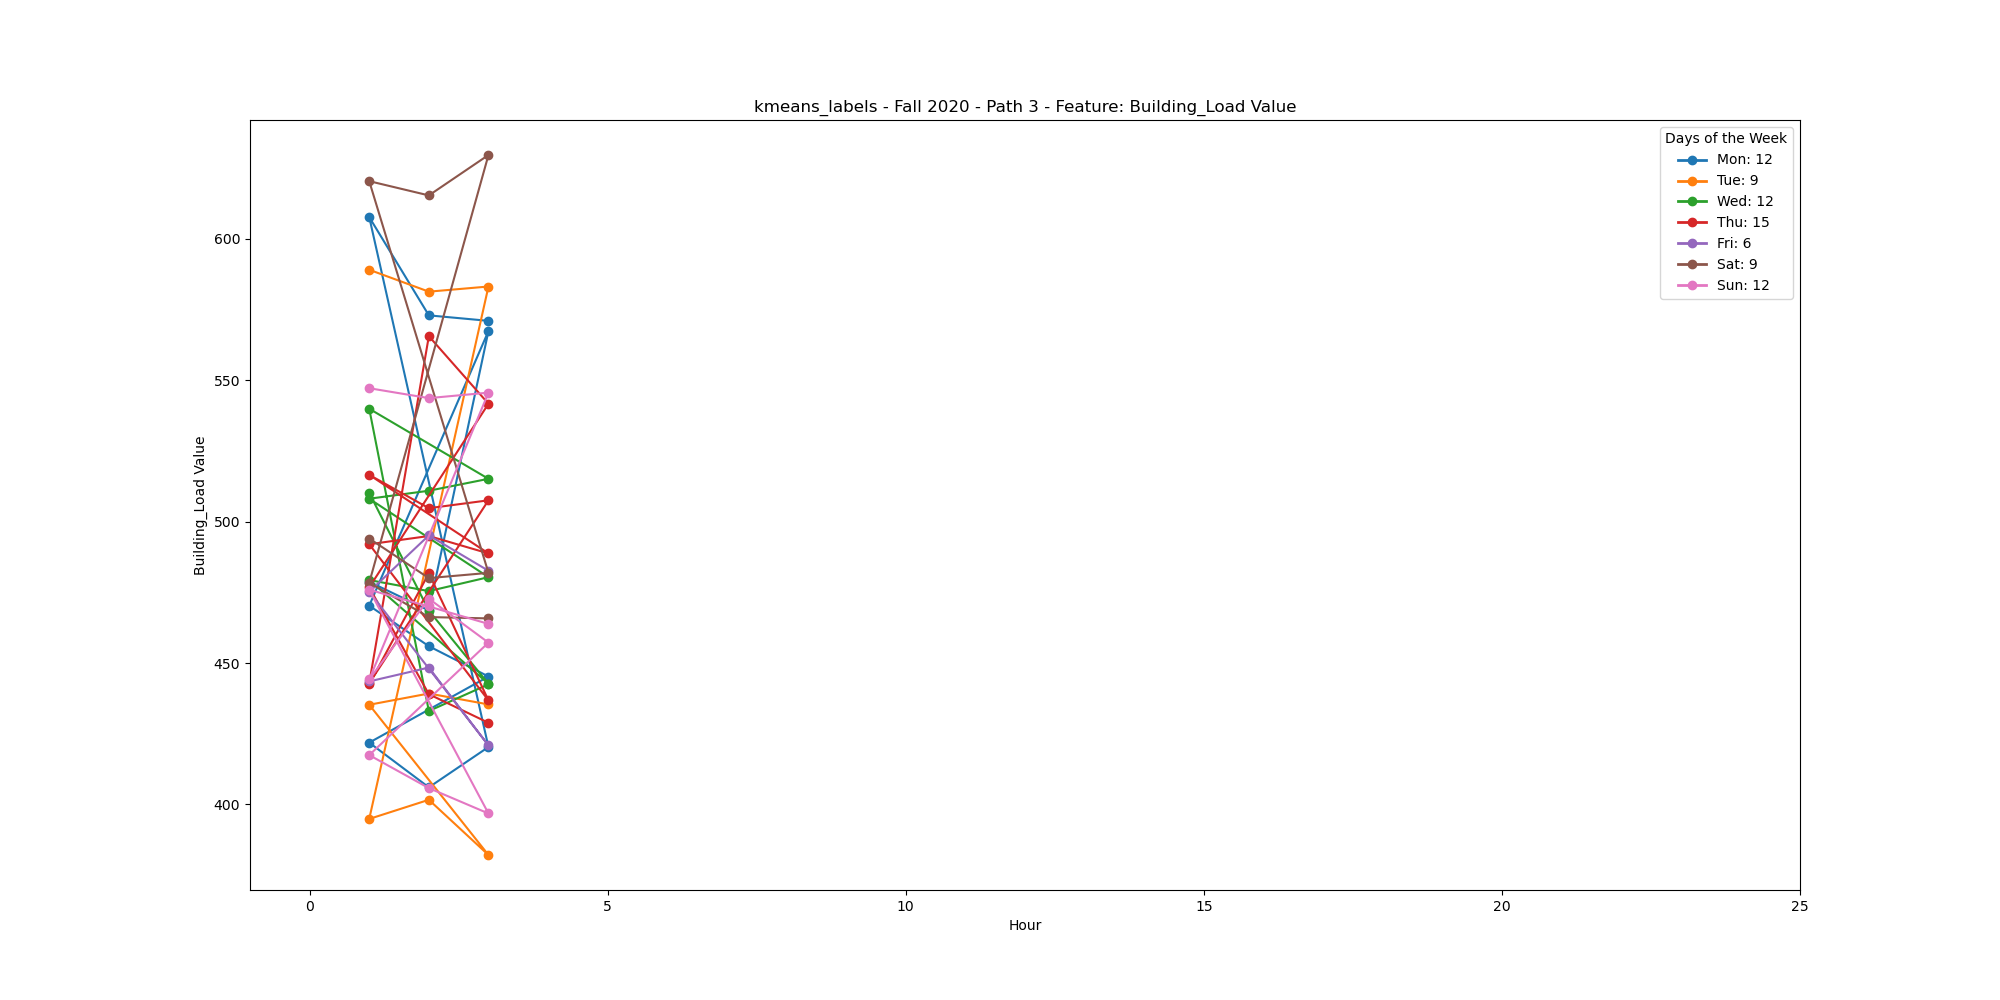 kmeans_labels - Fall 2020 - Path 3 - Feature: Building_Load Value
Days of the Week
Mon: 12
Tue: 9
Wed: 12
Thu: 15
Fri: 6
Sat: 9
Sun: 12
Building_Load Value
600
550
500
450
400
0 5 10 15 20 25
Hour